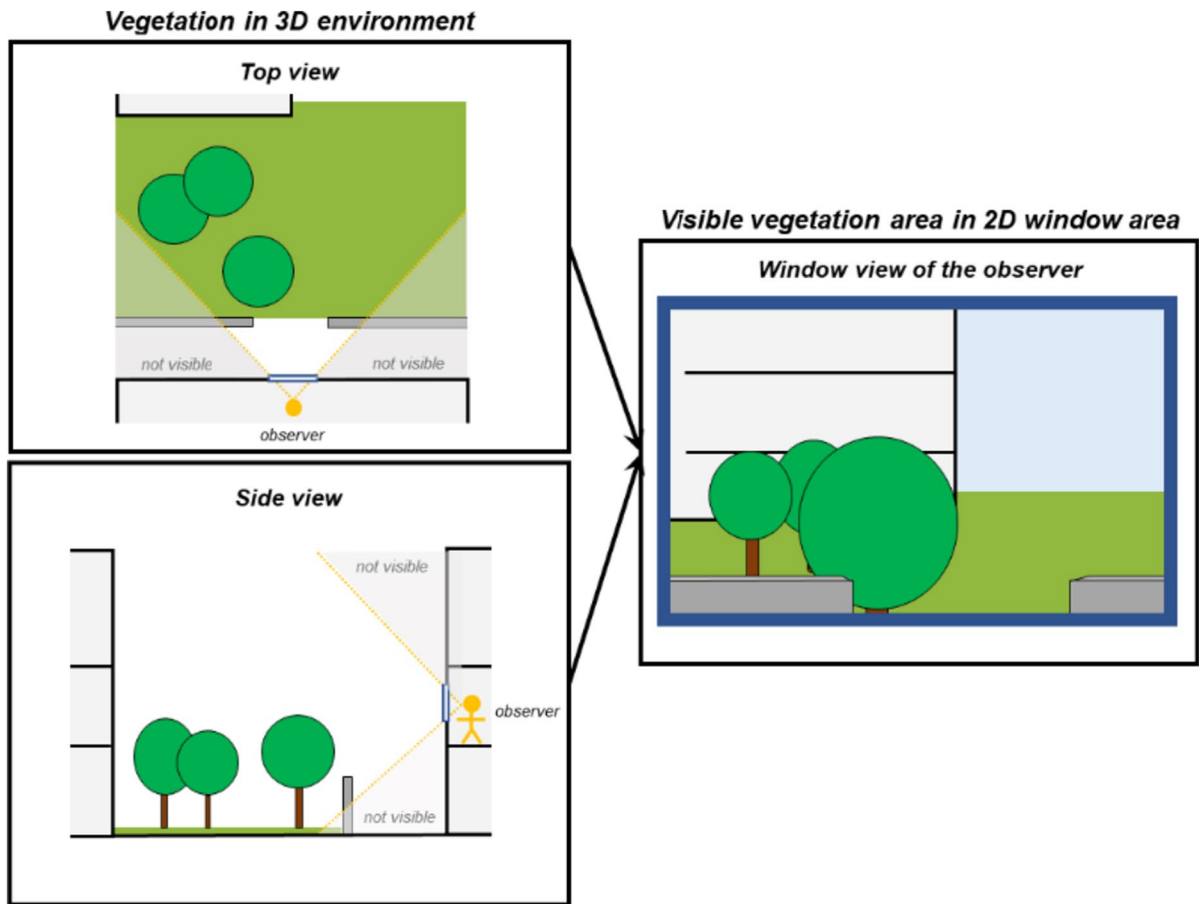 Vegetation in 3D environment
Top view
not visible
not visible
observer
Side view
not visible
observer
not visible
Visible vegetation area in 2D window area
Window view of the observer